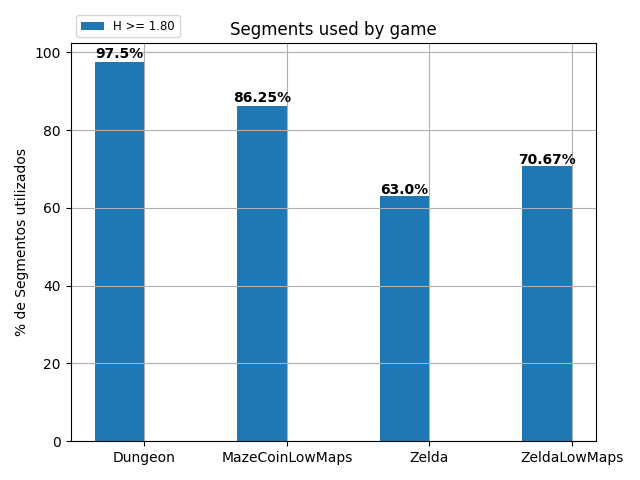 H >= 1.80
Segments used by game
% de Segmentos utilizados
100
80
60
40
20
0
97.5%
86.25%
63.0%
70.67%
Dungeon
MazeCoinLowMaps
Zelda
ZeldaLowMaps